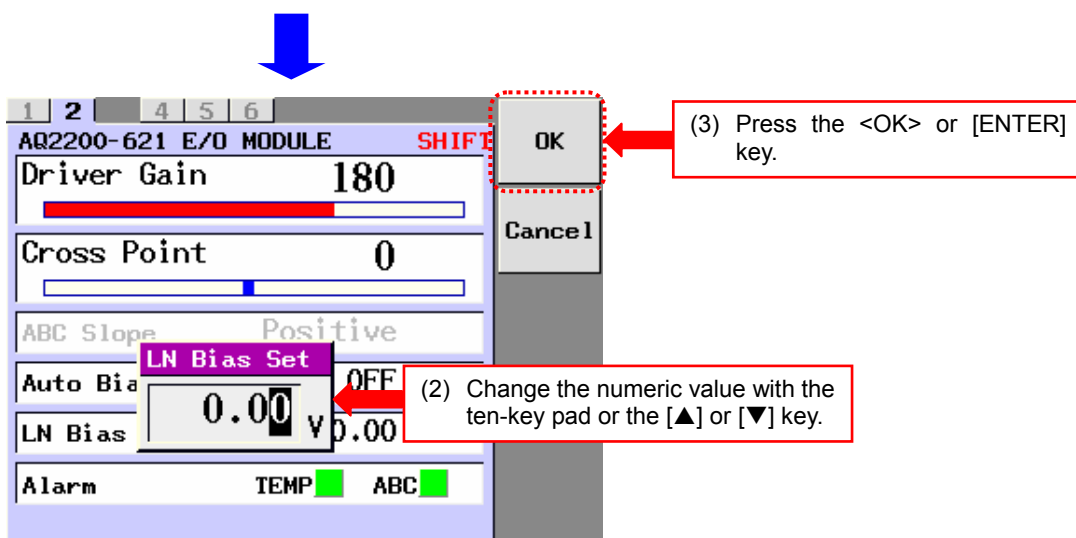 1 2 4 5 6
AQ2200-621 E/O MODULE SHIFT
OK
(3) Press the <OK> or [ENTER]
key.
Driver Gain 180
Cancel
Cross Point 0
ABC Slope Positive
LN Bias Set
Auto Bia OFF
0.00 V
(2) Change the numeric value with the
ten-key pad or the [▲] or [▼] key.
LN Bias 0.00
Alarm TEMP ABC